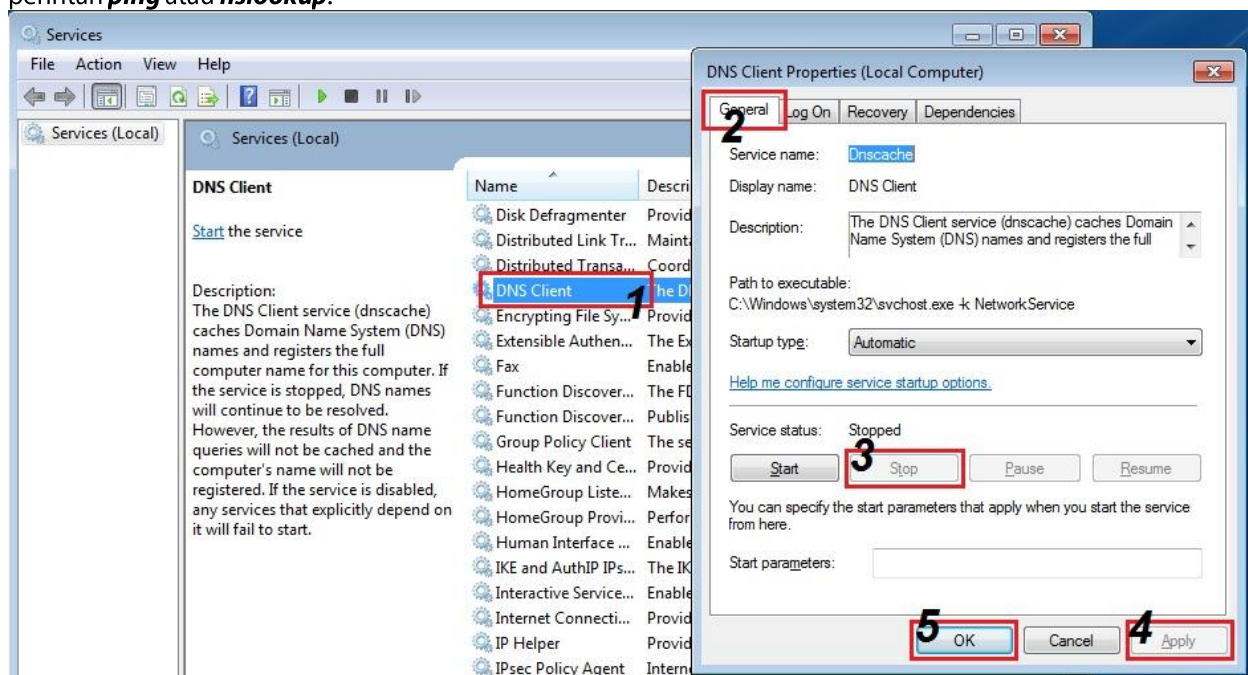 perintah ping atau nslookup.
Services
File Action View Help
Services (Local)
Services (Local)
DNS Client
Start the service
Description:
The DNS Client service (dnscache)
caches Domain Name System (DNS)
names and registers the full
computer name for this computer. If
the service is stopped, DNS names
will continue to be resolved.
However, the results of DNS name
queries will not be cached and the
computer's name will not be
registered. If the service is disabled,
any services that explicitly depend on
it will fail to start.
Name Descri
Disk Defragmenter Provid
Distributed Link Tr... Mainta
Distributed Transa... Coord
DNS Client 1 The D
Encrypting File Sy... Provid
Extensible Authen... The Ex
Fax Enable
Function Discover... The FD
Function Discover... Publis
Group Policy Client The se
Health Key and Ce... Provid
HomeGroup Liste... Makes
HomeGroup Provi... Perfor
Human Interface ... Enable
IKE and AuthIP IPs... The IK
Interactive Service... Enable
Internet Connecti... Provid
IP Helper Provid
IPsec Policy Agent Intern
DNS Client Properties (Local Computer)
General Log On Recovery Dependencies
2
Service name: Dnscache
Display name: DNS Client
Description: The DNS Client service (dnscache) caches Domain
Name System (DNS) names and registers the full
Path to executable:
C:\Windows\system32\svchost.exe -k NetworkService
Startup type: Automatic
Help me configure service startup options.
Service status: Stopped
3
Start Stop Pause Resume
You can specify the start parameters that apply when you start the service
from here.
Start parameters:
5 OK Cancel 4 Apply